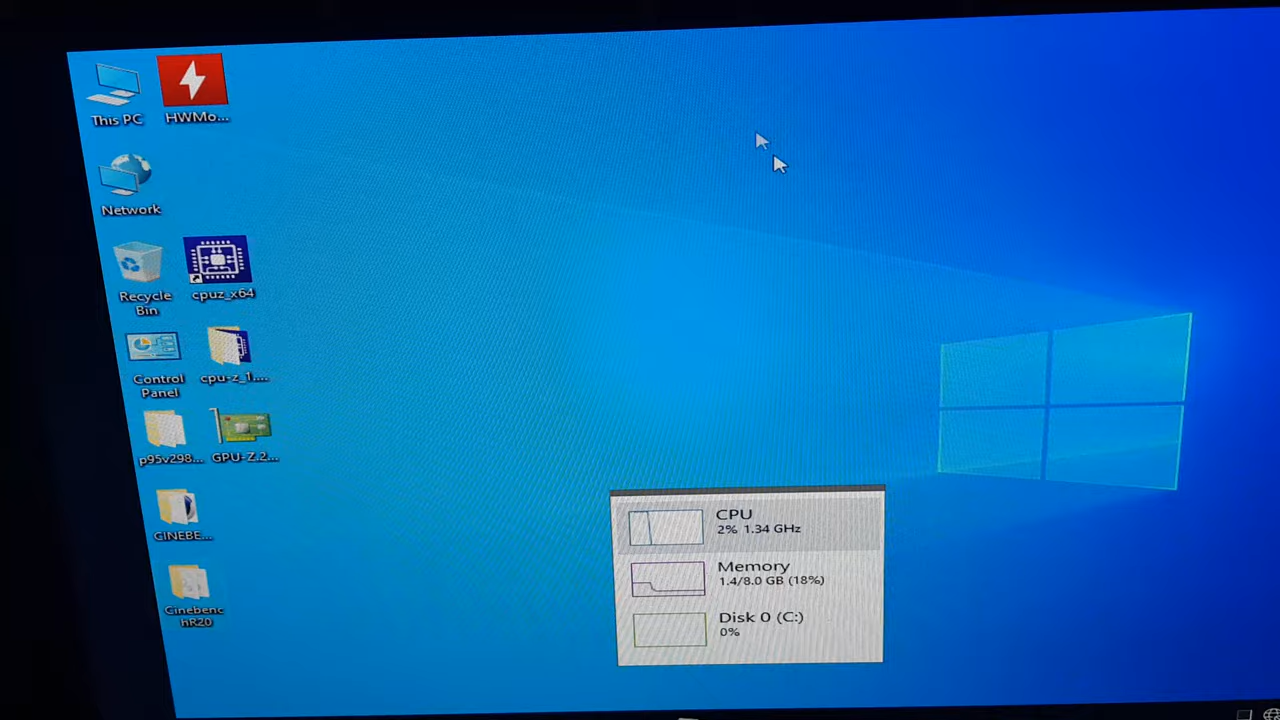 This PC
HWMo...
Network
Recycle
Bin
cpuz_x64
Control
Panel
cpu-z_1....
p95v298...
GPU-Z.2...
CINEBE...
Cinebenc
hR20
CPU
2% 1.34 GHz
Memory
1.4/8.0 GB (18%)
Disk 0 (C:)
0%